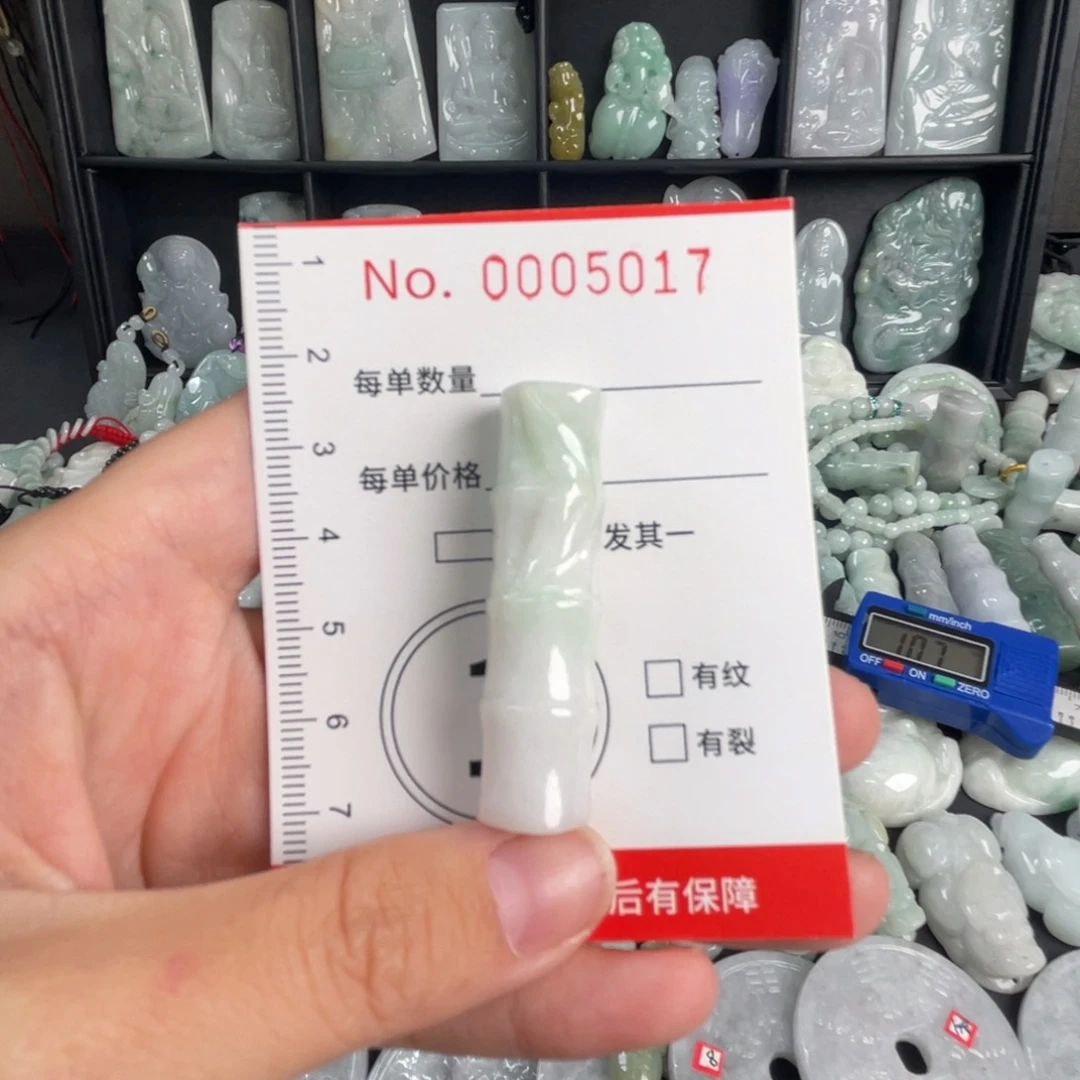 No. 0005017
1
2
每单数量
3
每单价格
4
发其一
5
有纹
6
有裂
7
后有保障
mm/inch
107
OFF ON ZERO